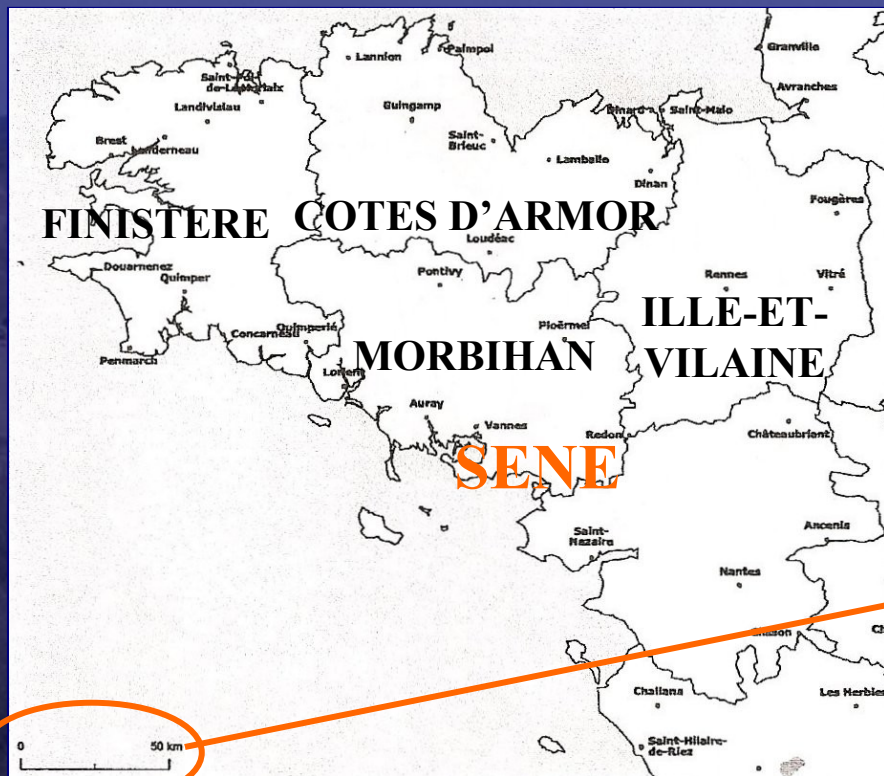 Lannion
Paimpol
Granville
Saint-Pol-
de-Léon
Morlaix
Avranches
Landivisiau
Guingamp
Dinard
Saint-Malo
Brest
Landerneau
Saint-
Brieuc
Lamballe
Dinan
Fougères
FINISTERE
COTES D’ARMOR
Loudéac
Douarnenez
Quimper
Pontivy
Rennes
Vitré
ILLE-ET-
VILAINE
Concarneau
Quimperlé
Ploërmel
MORBIHAN
Penmarch
Lorient
Auray
Vannes
Redon
Châteaubriant
SENE
Saint-
Nazaire
Ancenis
Nantes
Challans
Les Herbier
0
50 km
Saint-Hilaire-
de-Riez